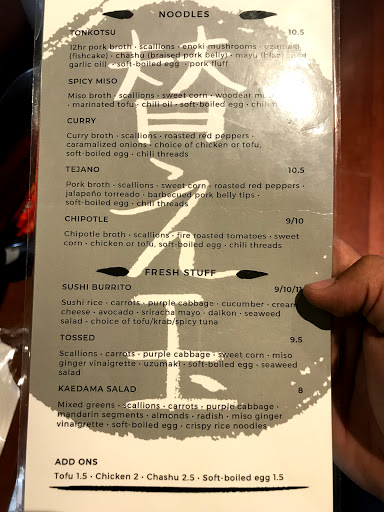 NOODLES
TONKOTSU 10.5
12hr pork broth • scallions • enoki mushrooms • uzumaki
(fishcake) • chashu (braised pork belly) • mayu (black
garlic oil) • soft-boiled egg • pork fluff
SPICY MISO
Miso broth • scallions • sweet corn • woodear
• marinated tofu • chili oil • soft-boiled egg • chili
CURRY
Curry broth • scallions • roasted red peppers •
caramalized onions • choice of chicken or tofu,
soft-boiled egg • chili threads
TEJANO 10.5
Pork broth • scallions • sweet corn • roasted red peppers •
jalapeño torreado • barbecued pork belly tips •
soft-boiled egg • chili threads
CHIPOTLE 9/10
Chipotle broth • scallions • fire roasted tomatoes • sweet
corn • chicken or tofu, soft-boiled egg • chili threads
替え玉
FRESH STUFF
SUSHI BURRITO 9/10/11
Sushi rice • carrots • purple cabbage • cucumber • cream
cheese • avocado • sriracha mayo • daikon • seaweed
salad • choice of tofu/krab/spicy tuna
TOSSED 9.5
Scallions • carrots • purple cabbage • sweet corn • miso
ginger vinaigrette • uzumaki • soft-boiled egg • seaweed
salad
KAEDAMA SALAD 8
Mixed greens • scallions • carrots • purple cabbage •
mandarin segments • almonds • radish • miso ginger
vinaigrette • soft-boiled egg • crispy rice noodles
ADD ONS
Tofu 1.5 • Chicken 2 • Chashu 2.5 • Soft-boiled egg 1.5